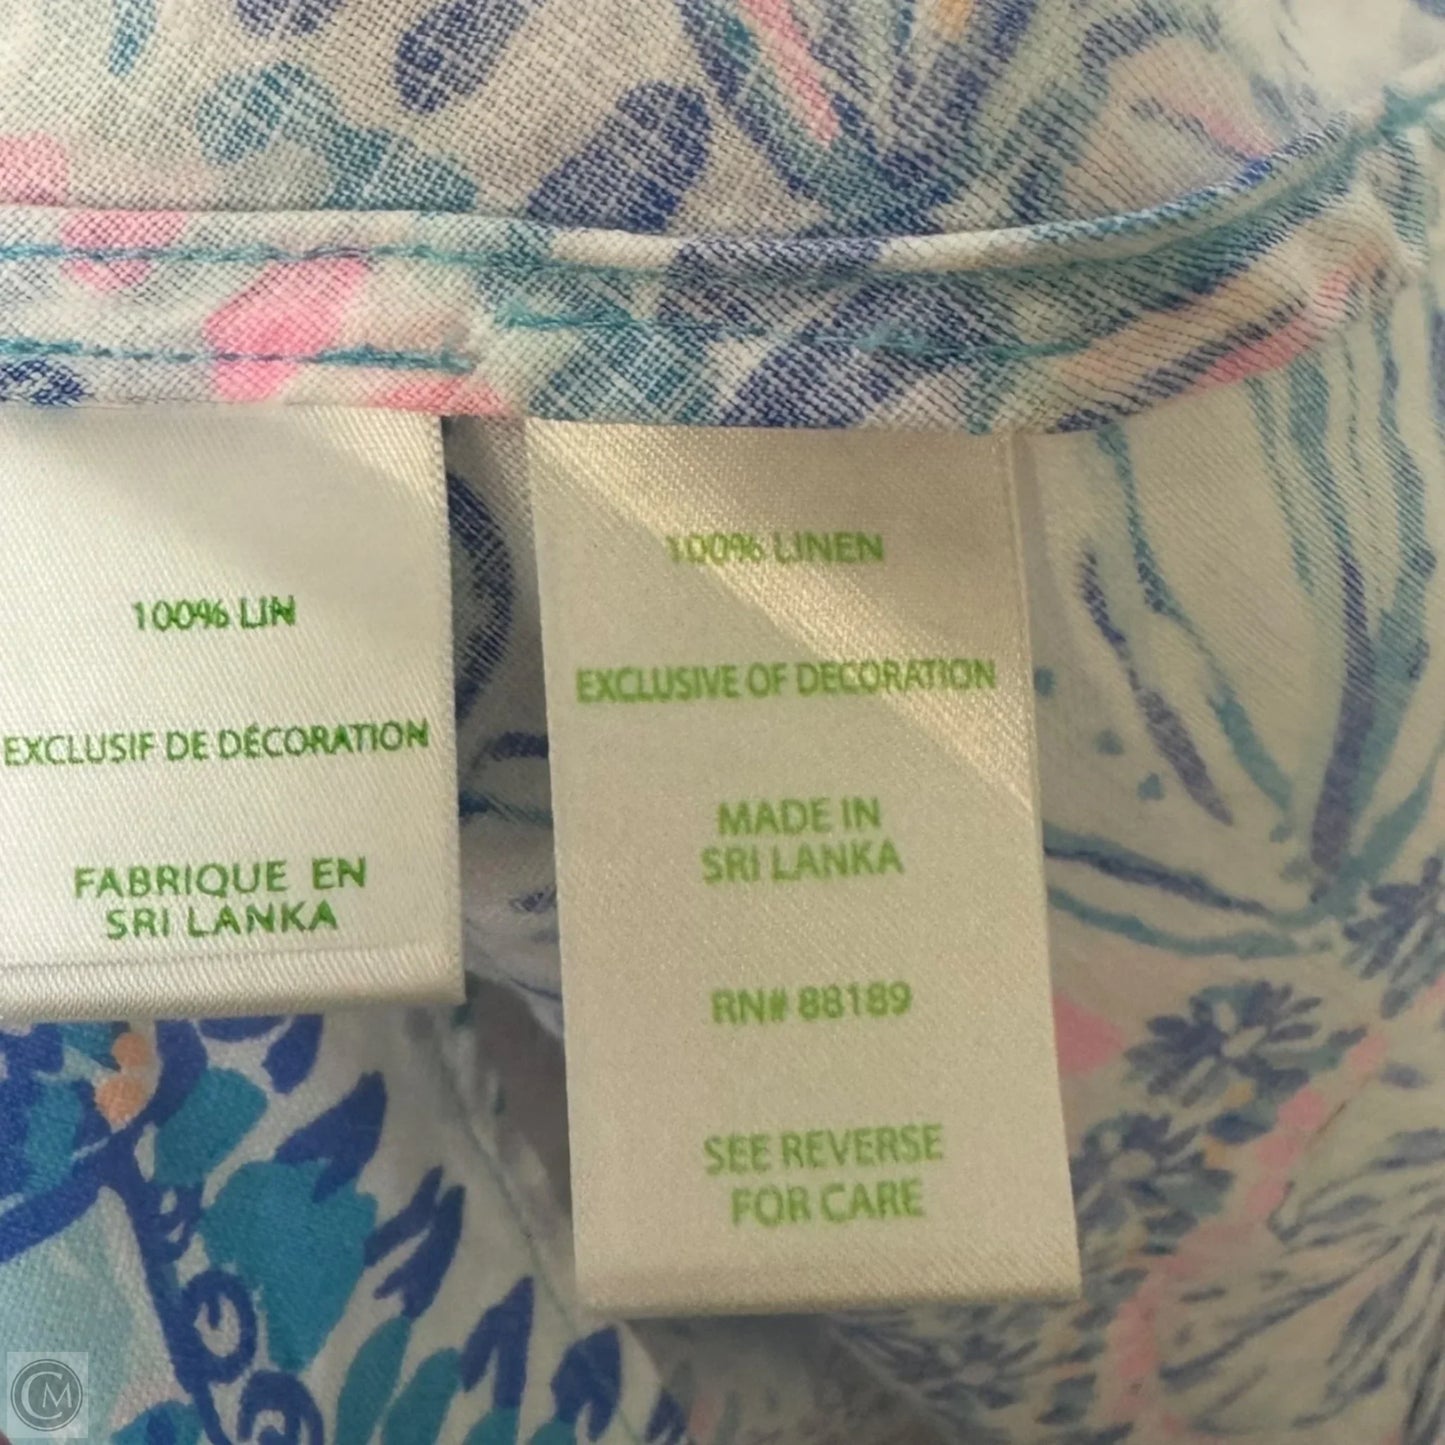 100% LIN
EXCLUSIF DE DÉCORATION
FABRIQUE EN
SRI LANKA
100% LINEN
EXCLUSIVE OF DECORATION
MADE IN
SRI LANKA
RN# 88189
SEE REVERSE
FOR CARE
CM